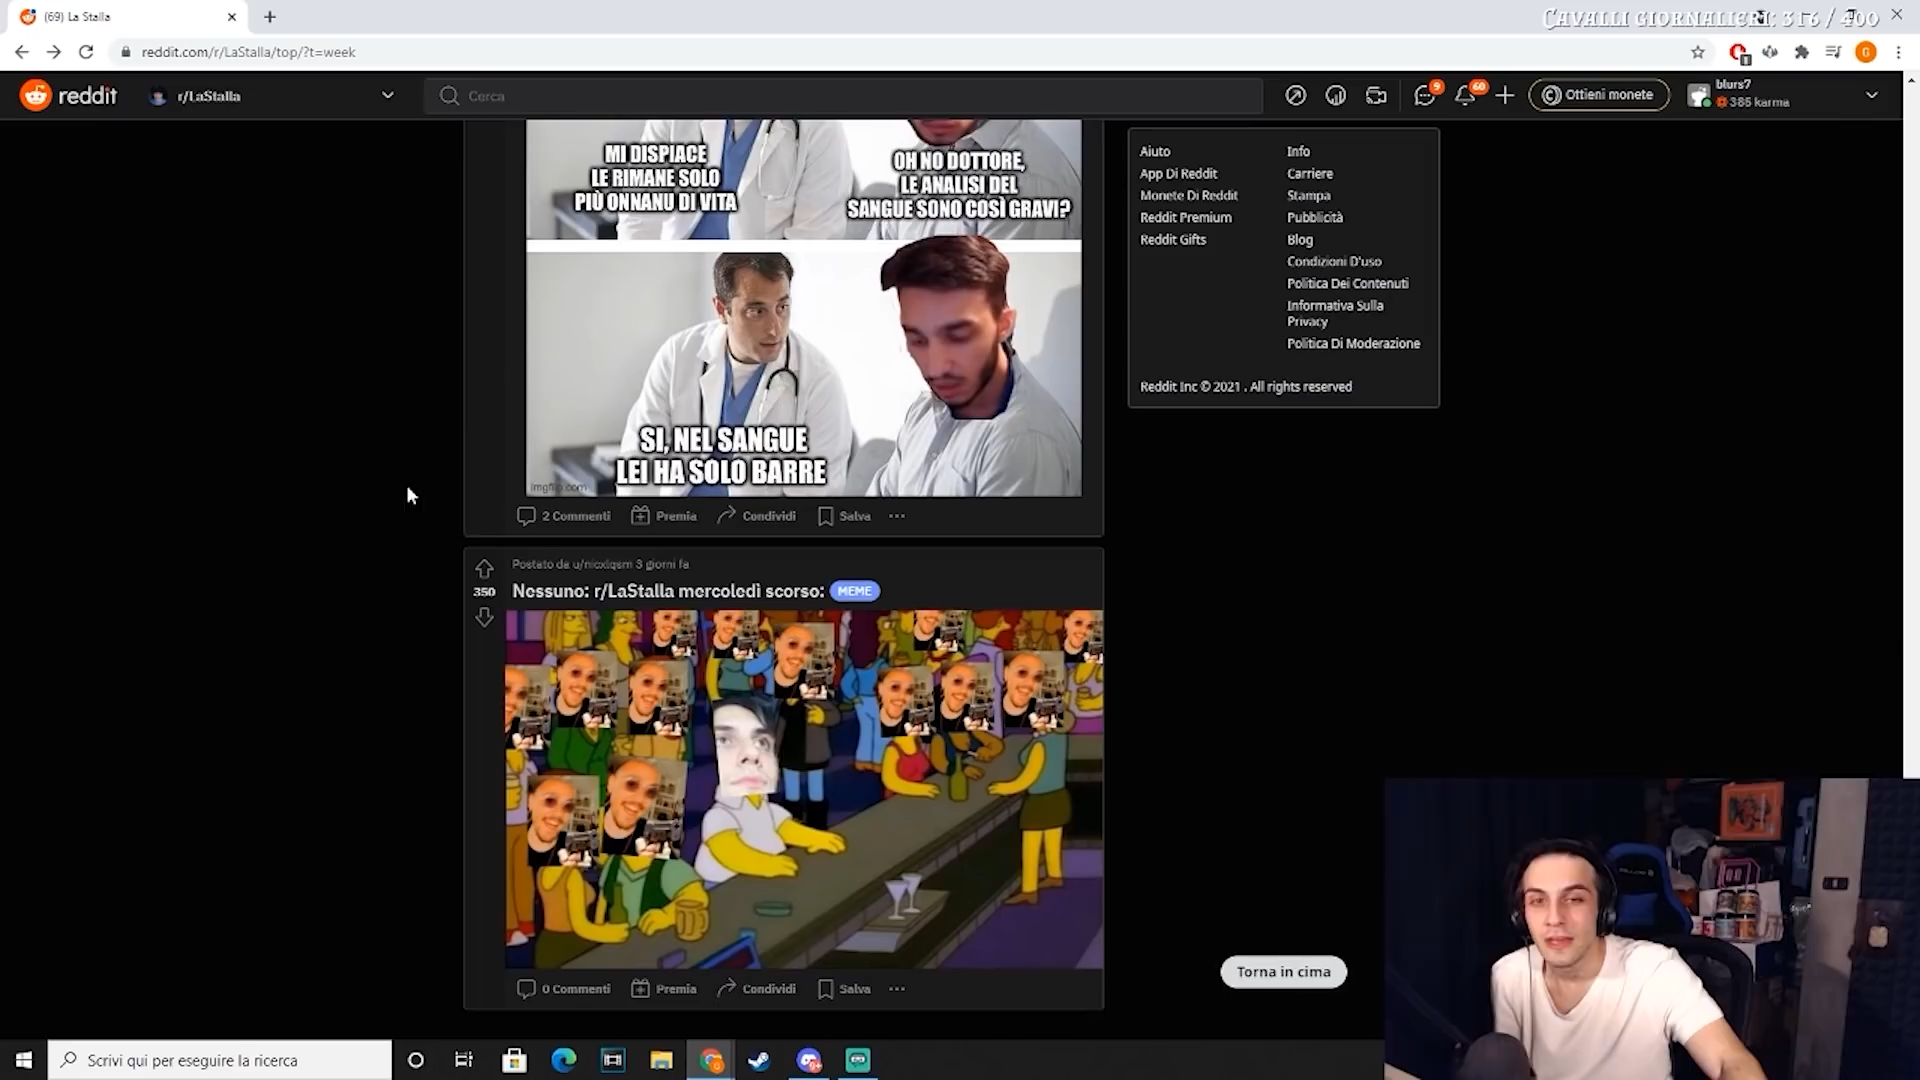 (69) La Stalla
CAVALLI GIORNALIERI: 316 / 400
reddit.com/r/LaStalla/top/?t=week
reddit
r/LaStalla
Cerca
9
60
Ottieni monete
blurs7
385 karma
MI DISPIACE
LE RIMANE SOLO
PIÙ ONNANU DI VITA
OH NO DOTTORE,
LE ANALISI DEL
SANGUE SONO COSÌ GRAVI?
SI, NEL SANGUE
LEI HA SOLO BARRE
imgflip.com
2 Commenti
Premia
Condividi
Salva
Aiuto
App Di Reddit
Monete Di Reddit
Reddit Premium
Reddit Gifts
Info
Carriere
Stampa
Pubblicità
Blog
Condizioni D'uso
Politica Dei Contenuti
Informativa Sulla
Privacy
Politica Di Moderazione
Reddit Inc © 2021 . All rights reserved
350
Postato da u/nicxlqsm 3 giorni fa
Nessuno: r/LaStalla mercoledì scorso:
MEME
0 Commenti
Premia
Condividi
Salva
Torna in cima
Scrivi qui per eseguire la ricerca